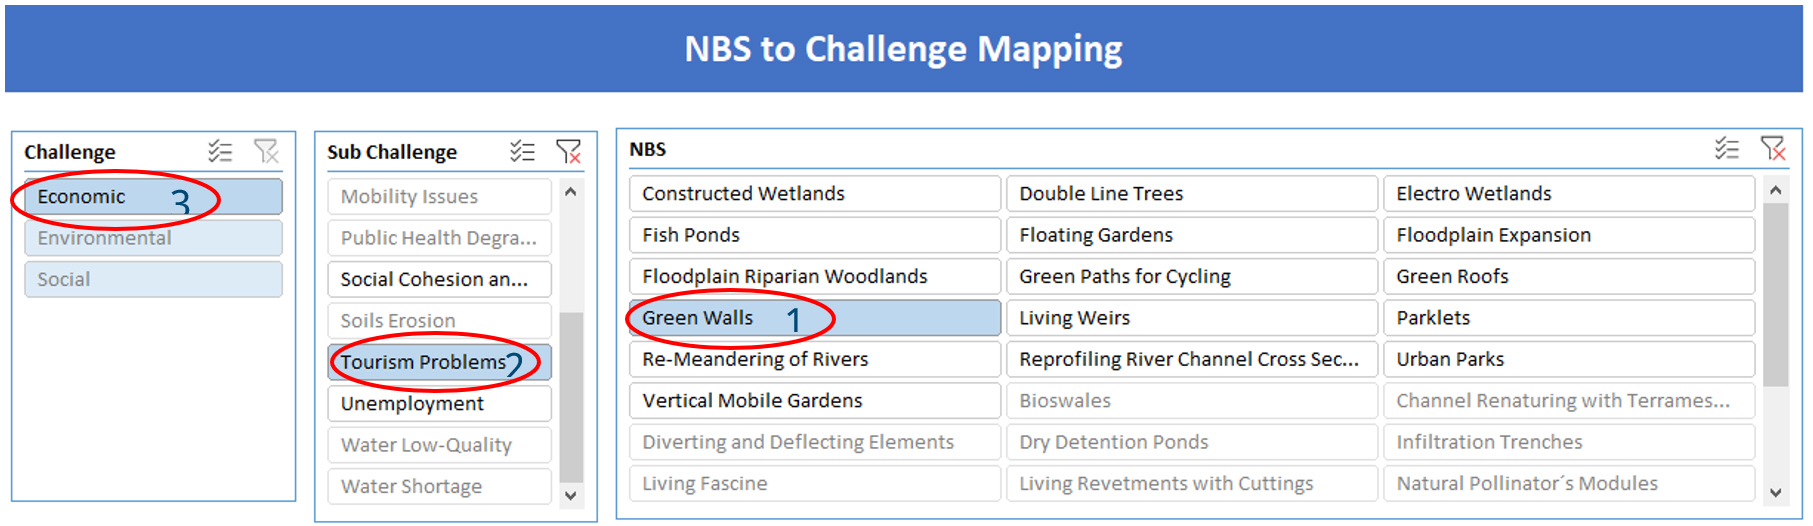 NBS to Challenge Mapping
Challenge
Economic 3
Environmental
Social
Sub Challenge
Mobility Issues
Public Health Degra...
Social Cohesion an...
Soils Erosion
Tourism Problems 2
Unemployment
Water Low-Quality
Water Shortage
NBS
Constructed Wetlands Double Line Trees Electro Wetlands
Fish Ponds Floating Gardens Floodplain Expansion
Floodplain Riparian Woodlands Green Paths for Cycling Green Roofs
Green Walls 1 Living Weirs Parklets
Re-Meandering of Rivers Reprofiling River Channel Cross Sec... Urban Parks
Vertical Mobile Gardens Bioswales Channel Renaturing with Terrames...
Diverting and Deflecting Elements Dry Detention Ponds Infiltration Trenches
Living Fascine Living Revetments with Cuttings Natural Pollinator´s Modules